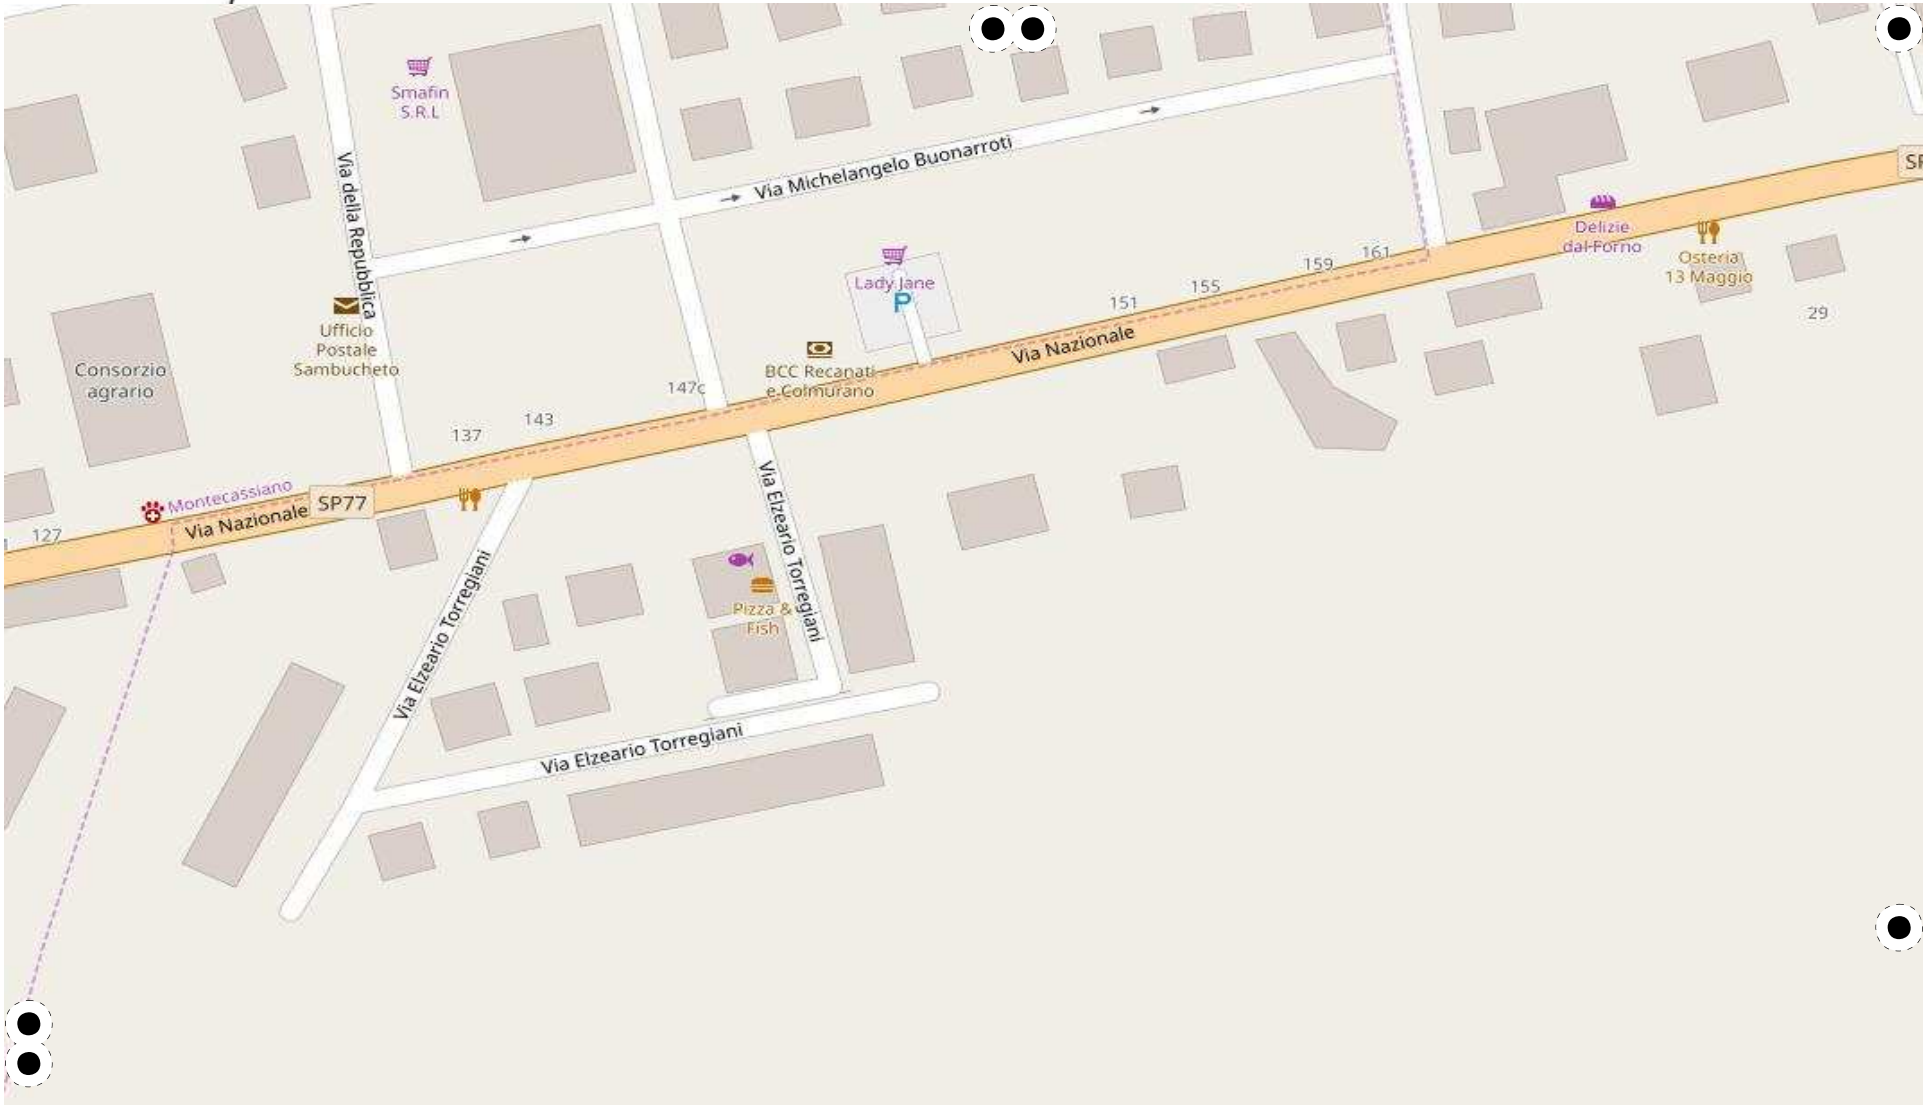 Smafin
S.R.L
Via Michelangelo Buonarroti
Via della Repubblica
Delizie
dal Forno
Osteria
13 Maggio
Lady Jane
P
161
159
155
151
29
Via Nazionale
Ufficio
Postale
Sambucheto
Consorzio
agrario
BCC Recanati
e Colmurano
147c
143
137
Montecassiano
SP77
Via Nazionale
127
Via Elzeario Torregiani
Via Elzeario Torregiani
Pizza &
Fish
Via Elzeario Torregiani